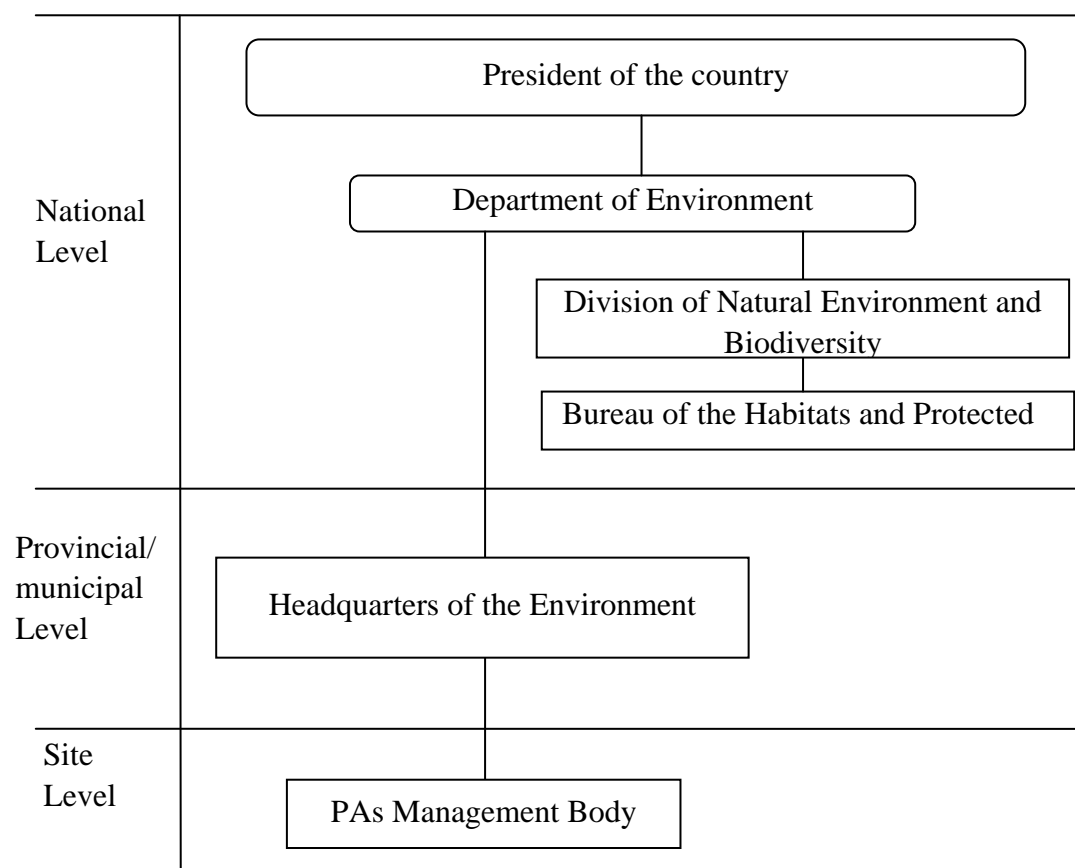 President of the country
National
Level
Department of Environment
Division of Natural Environment and
Biodiversity
Bureau of the Habitats and Protected
Provincial/
municipal
Level
Headquarters of the Environment
Site
Level
PAs Management Body